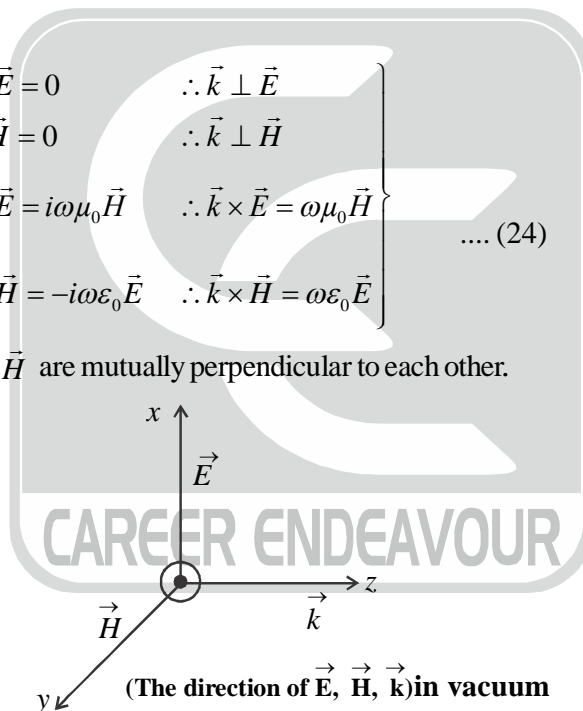 E⃗ = 0 ∴ k⃗ ⊥ E⃗
H⃗ = 0 ∴ k⃗ ⊥ H⃗
E⃗ = iωμ₀H⃗ ∴ k⃗ × E⃗ = ωμ₀H⃗
.... (24)
H⃗ = −iωε₀E⃗ ∴ k⃗ × H⃗ = ωε₀E⃗
H⃗ are mutually perpendicular to each other.
x
E⃗
CAREER ENDEAVOUR
z
H⃗
k⃗
y
(The direction of E⃗, H⃗, k⃗)in vacuum